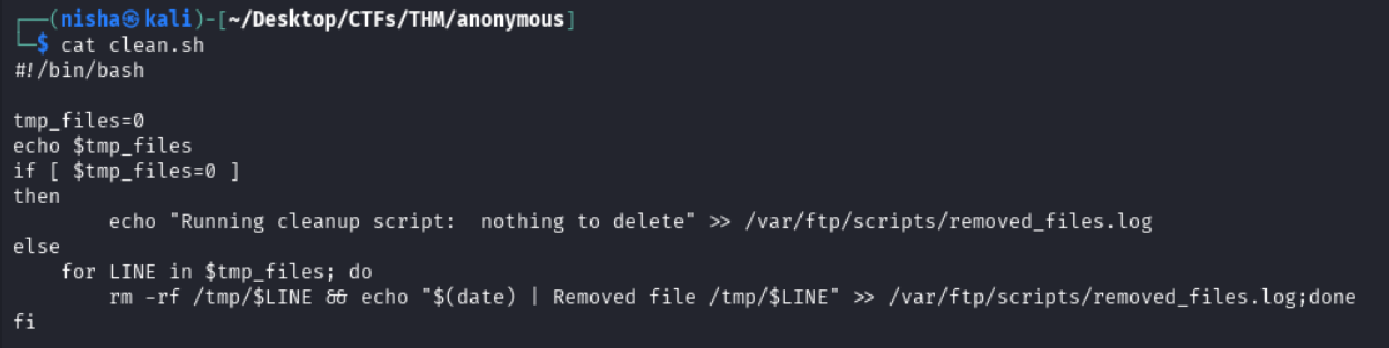 ┌──(nisha㉿kali)-[~/Desktop/CTFs/THM/anonymous]
└─$ cat clean.sh
#!/bin/bash

tmp_files=0
echo $tmp_files
if [ $tmp_files=0 ]
then
        echo "Running cleanup script:  nothing to delete" >> /var/ftp/scripts/removed_files.log
else
    for LINE in $tmp_files; do
        rm -rf /tmp/$LINE && echo "$(date) | Removed file /tmp/$LINE" >> /var/ftp/scripts/removed_files.log;done
fi